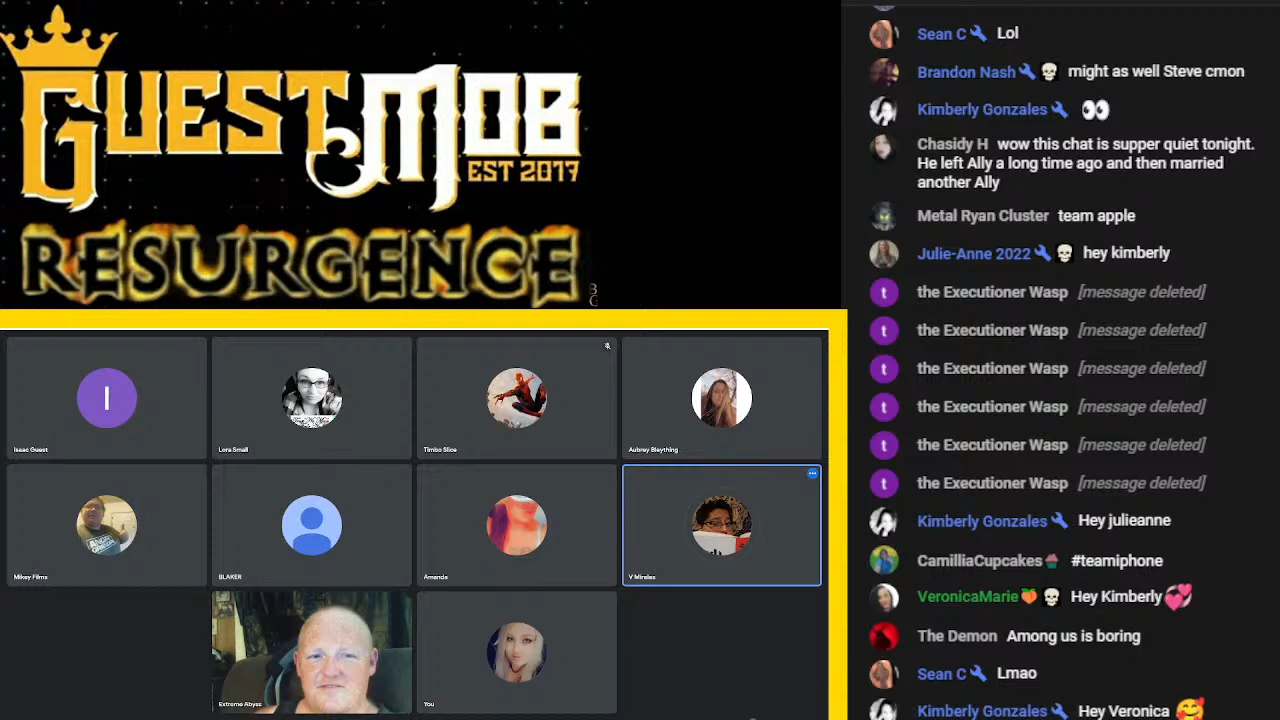 GUESTMOB
EST 2017
RESURGENCE
Isaac Guest
Lora Small
Timbo Slice
Aubrey Blaything
Mikey Films
BLAKER
Amanda
V Mireles
Extreme Abyss
You
Sean C Lol
Brandon Nash might as well Steve cmon
Kimberly Gonzales 👀
Chasidy H wow this chat is supper quiet tonight.
He left Ally a long time ago and then married
another Ally
Metal Ryan Cluster team apple
Julie-Anne 2022 💀 hey kimberly
t the Executioner Wasp [message deleted]
t the Executioner Wasp [message deleted]
t the Executioner Wasp [message deleted]
t the Executioner Wasp [message deleted]
t the Executioner Wasp [message deleted]
t the Executioner Wasp [message deleted]
Kimberly Gonzales Hey julieanne
CamilliaCupcakes🧁 #teamiphone
VeronicaMarie🍑💀 Hey Kimberly💞
The Demon Among us is boring
Sean C Lmao
Kimberly Gonzales Hey Veronica 🥰